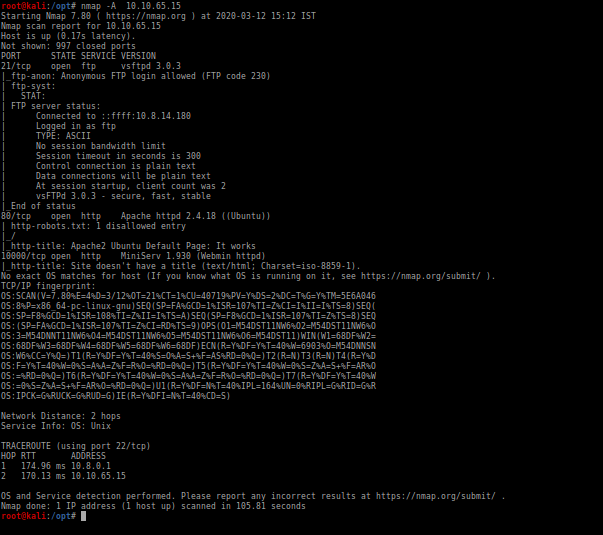 root@kali:/opt# nmap -A  10.10.65.15
Starting Nmap 7.80 ( https://nmap.org ) at 2020-03-12 15:12 IST
Nmap scan report for 10.10.65.15
Host is up (0.17s latency).
Not shown: 997 closed ports
PORT      STATE SERVICE VERSION
21/tcp    open  ftp     vsftpd 3.0.3
|_ftp-anon: Anonymous FTP login allowed (FTP code 230)
| ftp-syst:
|   STAT:
| FTP server status:
|      Connected to ::ffff:10.8.14.180
|      Logged in as ftp
|      TYPE: ASCII
|      No session bandwidth limit
|      Session timeout in seconds is 300
|      Control connection is plain text
|      Data connections will be plain text
|      At session startup, client count was 2
|      vsFTPd 3.0.3 - secure, fast, stable
|_End of status
80/tcp    open  http    Apache httpd 2.4.18 ((Ubuntu))
| http-robots.txt: 1 disallowed entry
|_/
|_http-title: Apache2 Ubuntu Default Page: It works
10000/tcp open  http    MiniServ 1.930 (Webmin httpd)
|_http-title: Site doesn't have a title (text/html; Charset=iso-8859-1).
No exact OS matches for host (If you know what OS is running on it, see https://nmap.org/submit/ ).
TCP/IP fingerprint:
OS:SCAN(V=7.80%E=4%D=3/12%OT=21%CT=1%CU=40719%PV=Y%DS=2%DC=T%G=Y%TM=5E6A046
OS:8%P=x86_64-pc-linux-gnu)SEQ(SP=FA%GCD=1%ISR=107%TI=Z%CI=I%II=I%TS=8)SEQ(
OS:SP=F8%GCD=1%ISR=108%TI=Z%II=I%TS=A)SEQ(SP=F8%GCD=1%ISR=107%TI=Z%TS=8)SEQ
OS:(SP=FA%GCD=1%ISR=107%TI=Z%CI=RD%TS=9)OPS(O1=M54DST11NW6%O2=M54DST11NW6%O
OS:3=M54DNNT11NW6%O4=M54DST11NW6%O5=M54DST11NW6%O6=M54DST11)WIN(W1=68DF%W2=
OS:68DF%W3=68DF%W4=68DF%W5=68DF%W6=68DF)ECN(R=Y%DF=Y%T=40%W=6903%O=M54DNNSN
OS:W6%CC=Y%Q=)T1(R=Y%DF=Y%T=40%S=O%A=S+%F=AS%RD=0%Q=)T2(R=N)T3(R=N)T4(R=Y%D
OS:F=Y%T=40%W=0%S=A%A=Z%F=R%O=%RD=0%Q=)T5(R=Y%DF=Y%T=40%W=0%S=Z%A=S+%F=AR%O
OS:=%RD=0%Q=)T6(R=Y%DF=Y%T=40%W=0%S=A%A=Z%F=R%O=%RD=0%Q=)T7(R=Y%DF=Y%T=40%W
OS:=0%S=Z%A=S+%F=AR%O=%RD=0%Q=)U1(R=Y%DF=N%T=40%IPL=164%UN=0%RIPL=G%RID=G%R
OS:IPCK=G%RUCK=G%RUD=G)IE(R=Y%DFI=N%T=40%CD=S)
Network Distance: 2 hops
Service Info: OS: Unix
TRACEROUTE (using port 22/tcp)
HOP RTT       ADDRESS
1   174.96 ms 10.8.0.1
2   170.13 ms 10.10.65.15
OS and Service detection performed. Please report any incorrect results at https://nmap.org/submit/ .
Nmap done: 1 IP address (1 host up) scanned in 105.81 seconds
root@kali:/opt#